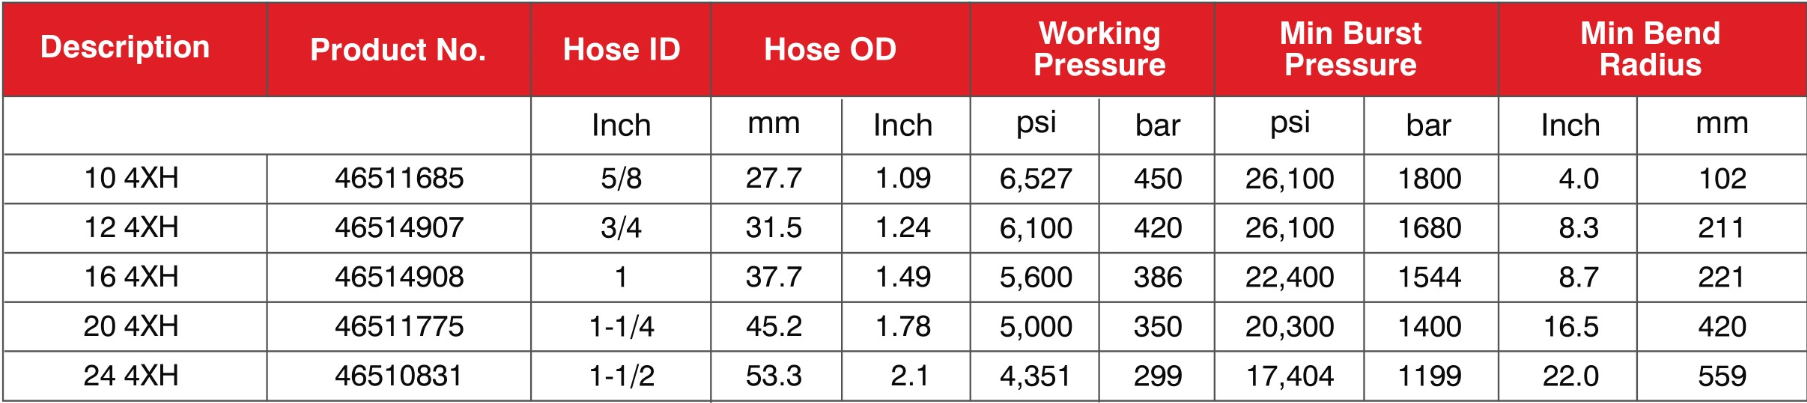 Description Product No. Hose ID Hose OD Working Pressure Min Burst Pressure Min Bend Radius
Inch mm Inch psi bar psi bar Inch mm
10 4XH 46511685 5/8 27.7 1.09 6,527 450 26,100 1800 4.0 102
12 4XH 46514907 3/4 31.5 1.24 6,100 420 26,100 1680 8.3 211
16 4XH 46514908 1 37.7 1.49 5,600 386 22,400 1544 8.7 221
20 4XH 46511775 1-1/4 45.2 1.78 5,000 350 20,300 1400 16.5 420
24 4XH 46510831 1-1/2 53.3 2.1 4,351 299 17,404 1199 22.0 559